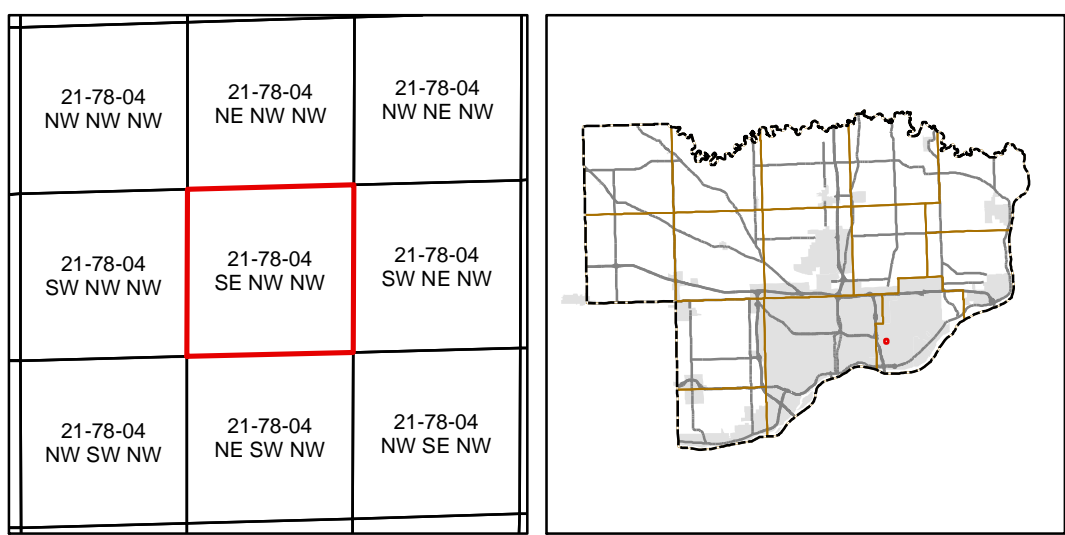 21-78-04
NW NW NW
21-78-04
NE NW NW
21-78-04
NW NE NW
21-78-04
SW NW NW
21-78-04
SE NW NW
21-78-04
SW NE NW
21-78-04
NW SW NW
21-78-04
NE SW NW
21-78-04
NW SE NW